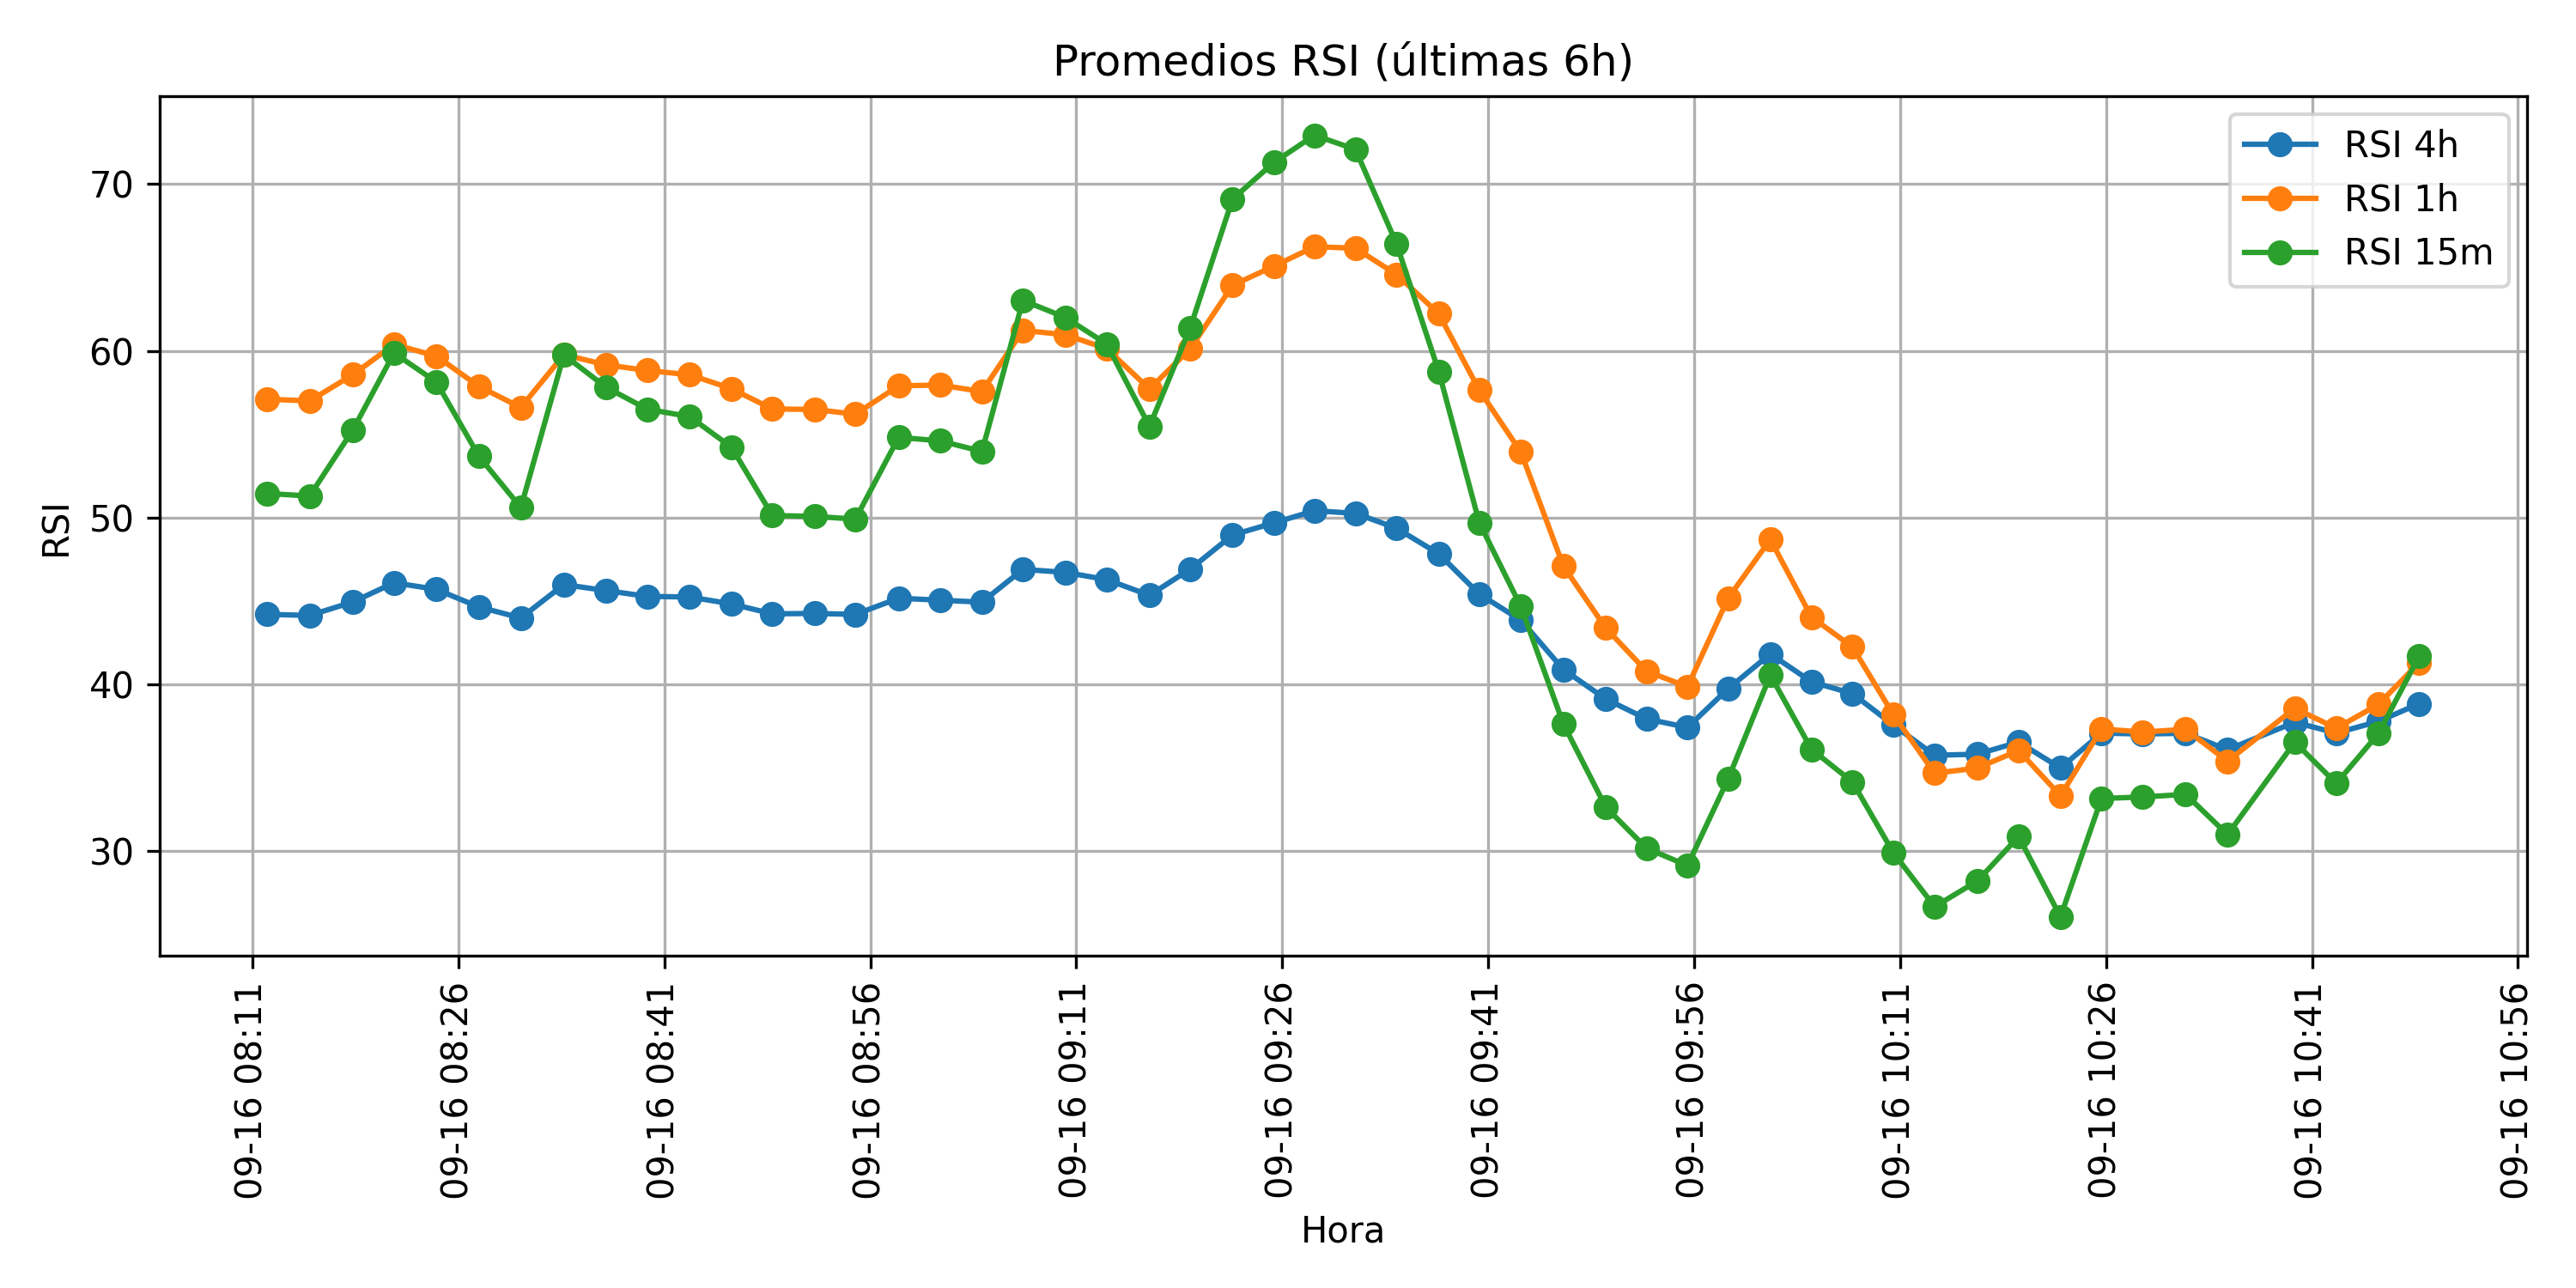 Promedios RSI (últimas 6h)
RSI 4h
RSI 1h
RSI 15m
RSI
70
60
50
40
30
09-16 08:11
09-16 08:26
09-16 08:41
09-16 08:56
09-16 09:11
09-16 09:26
09-16 09:41
09-16 09:56
09-16 10:11
09-16 10:26
09-16 10:41
09-16 10:56
Hora